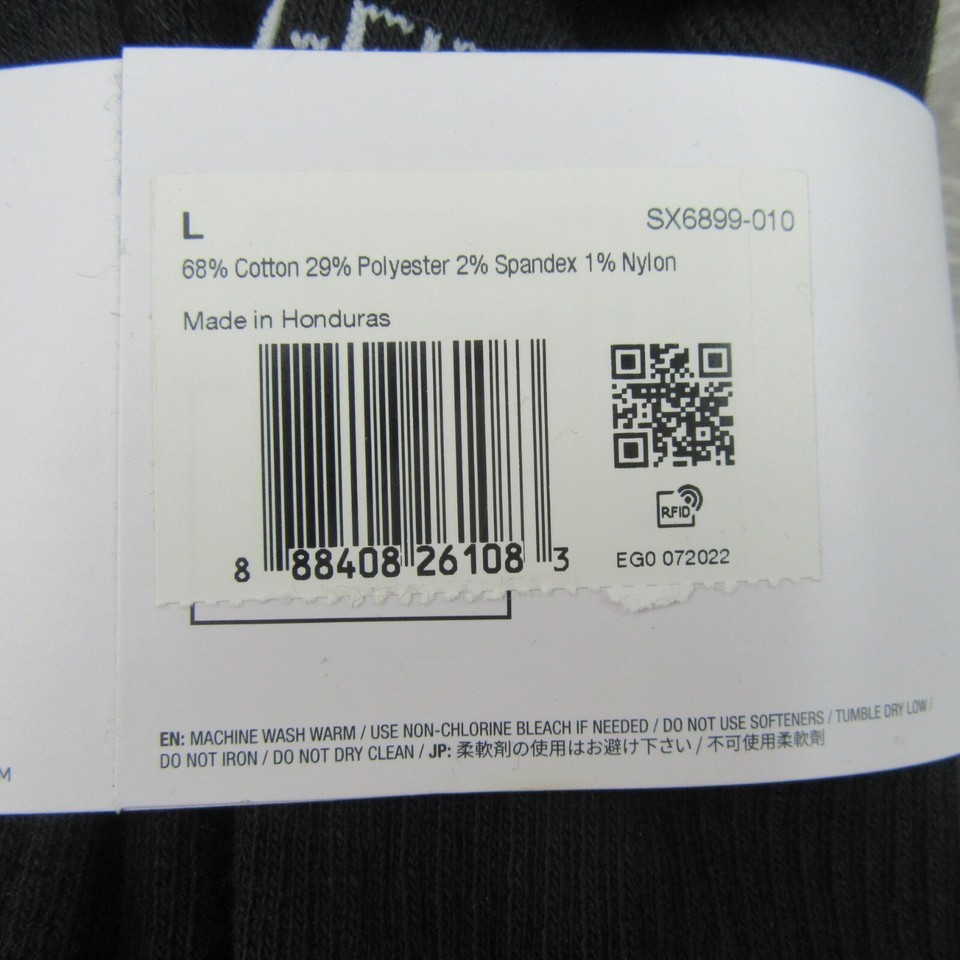 L
SX6899-010
68% Cotton 29% Polyester 2% Spandex 1% Nylon
Made in Honduras
8 88408 26108 3
RFID
EG0 072022
EN: MACHINE WASH WARM / USE NON-CHLORINE BLEACH IF NEEDED / DO NOT USE SOFTENERS / TUMBLE DRY LOW /
DO NOT IRON / DO NOT DRY CLEAN / JP: 柔軟剤の使用はお避け下さい / 不可使用柔軟劑
M